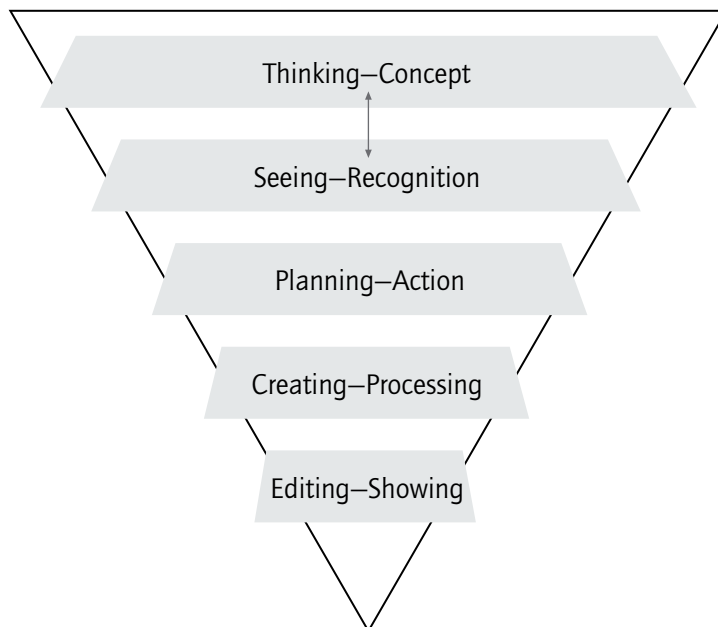 Thinking—Concept
Seeing—Recognition
Planning—Action
Creating—Processing
Editing—Showing